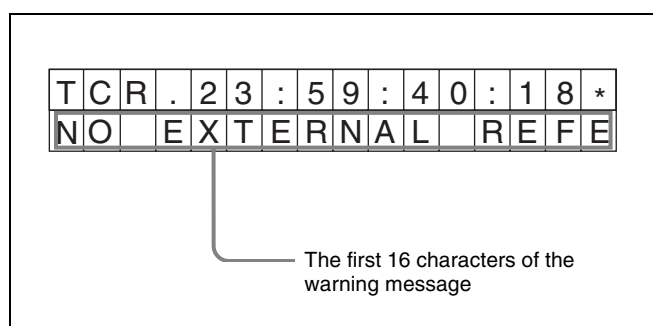 TCR.23:59:40:18*
NO EXTERNAL REFE
The first 16 characters of the
warning message